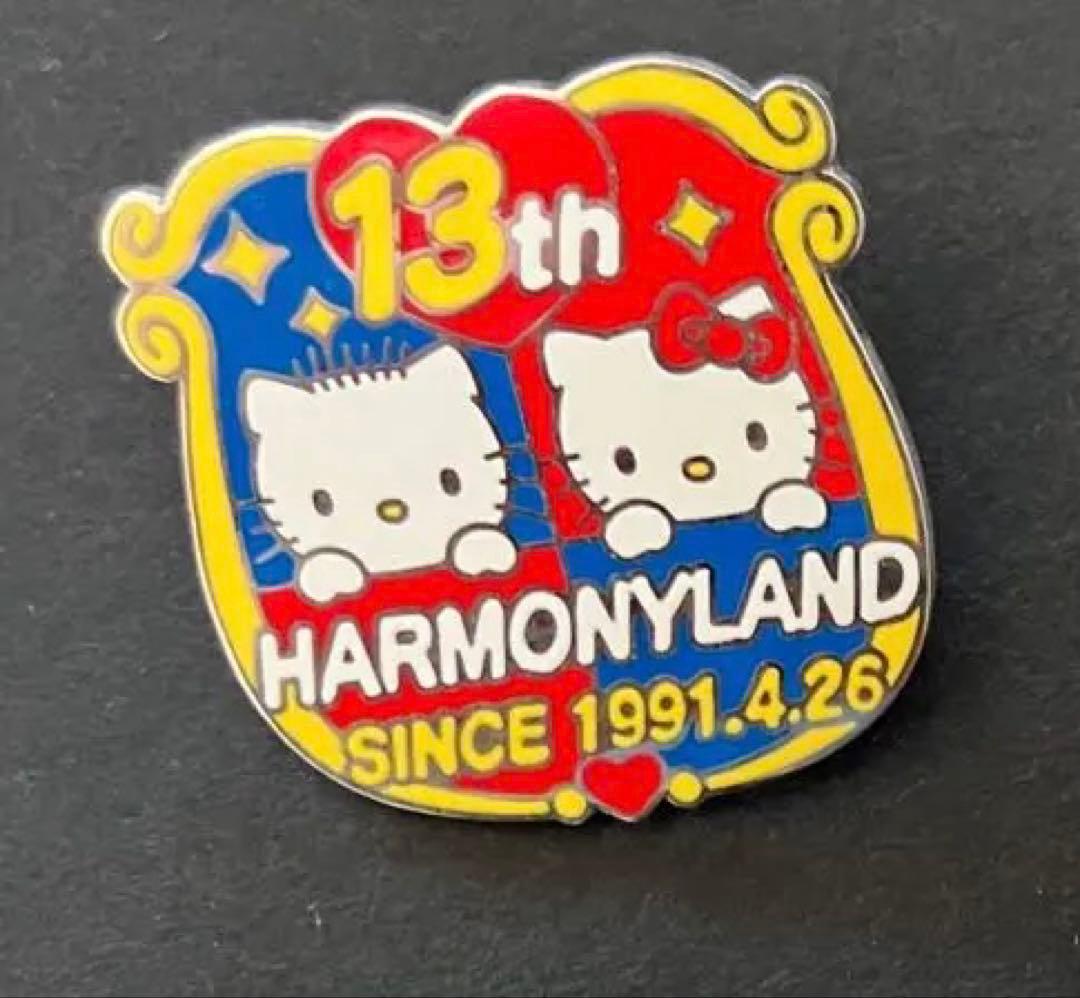 13th
HARMONYLAND
SINCE 1991.4.26